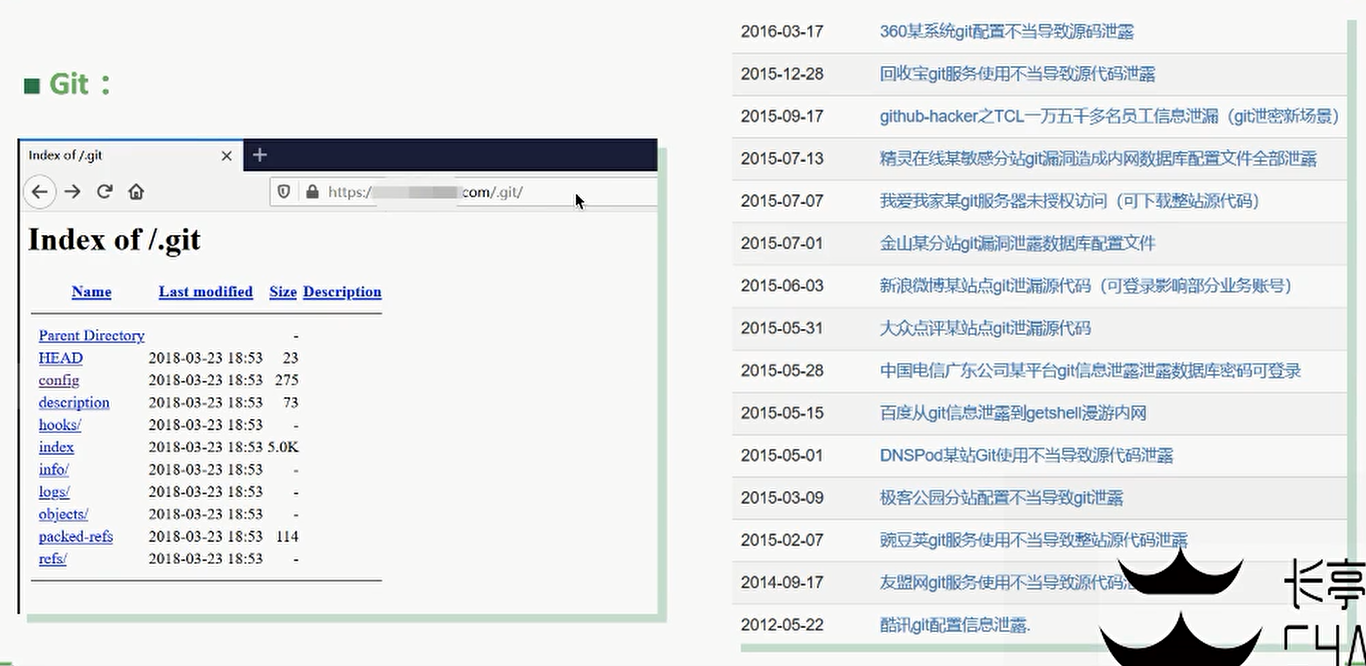 Git：
Index of /.git
https:/
com/.git/
Index of /.git
Name Last modified Size Description
Parent Directory -
HEAD 2018-03-23 18:53 23
config 2018-03-23 18:53 275
description 2018-03-23 18:53 73
hooks/ 2018-03-23 18:53 -
index 2018-03-23 18:53 5.0K
info/ 2018-03-23 18:53 -
logs/ 2018-03-23 18:53 -
objects/ 2018-03-23 18:53 -
packed-refs 2018-03-23 18:53 114
refs/ 2018-03-23 18:53 -
2016-03-17 360某系统git配置不当导致源码泄露
2015-12-28 回收宝git服务使用不当导致源代码泄露
2015-09-17 github-hacker之TCL一万五千多名员工信息泄漏（git泄密新场景）
2015-07-13 精灵在线某敏感分站git漏洞造成内网数据库配置文件全部泄露
2015-07-07 我爱我家某git服务器未授权访问（可下载整站源代码）
2015-07-01 金山某分站git漏洞泄露数据库配置文件
2015-06-03 新浪微博某站点git泄漏源代码（可登录影响部分业务账号）
2015-05-31 大众点评某站点git泄漏源代码
2015-05-28 中国电信广东公司某平台git信息泄露泄露数据库密码可登录
2015-05-15 百度从git信息泄露到getshell漫游内网
2015-05-01 DNSPod某站Git使用不当导致源代码泄露
2015-03-09 极客公园分站配置不当导致git泄露
2015-02-07 豌豆荚git服务使用不当导致整站源代码泄露
2014-09-17 友盟网git服务使用不当导致源代码
2012-05-22 酷讯git配置信息泄露.
长亭